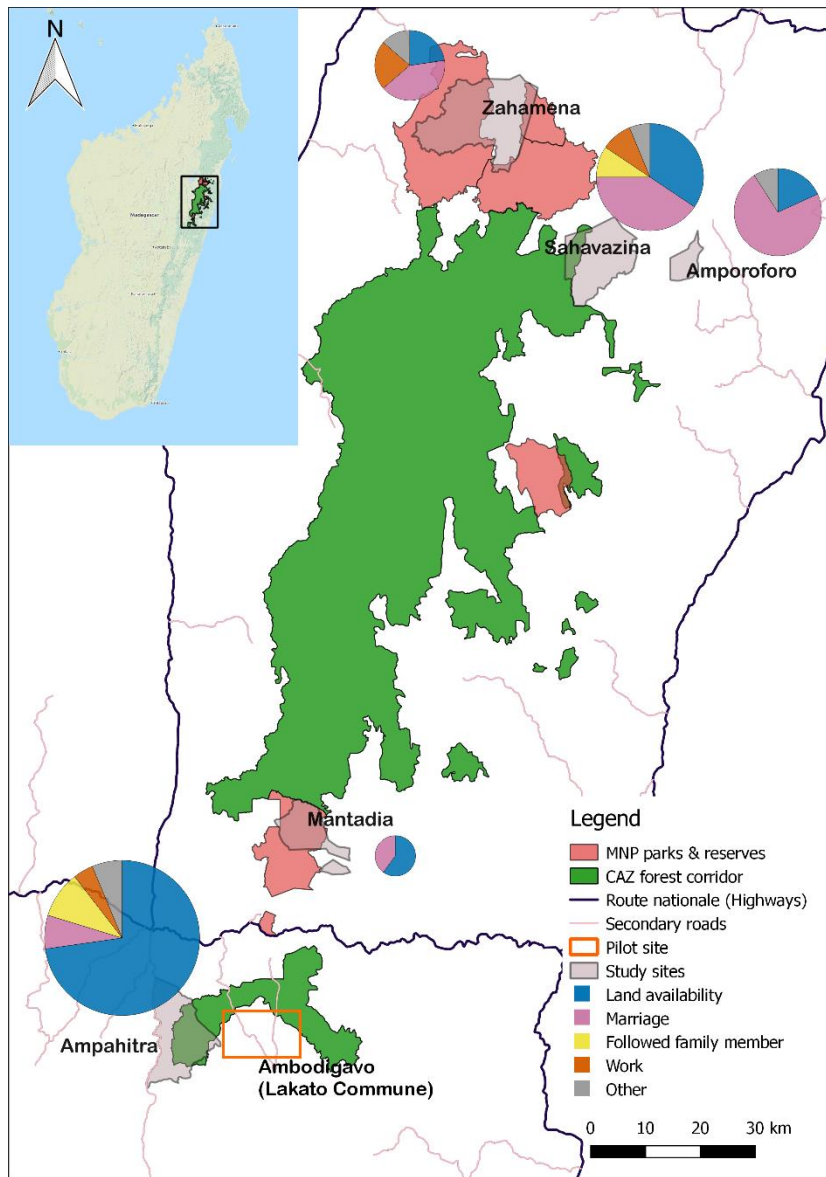 N
Madagascar
Zahamena
Sahavazina
Amporoforo
Mantadia
Ampahitra
Ambodigavo
(Lakato Commune)
Legend
MNP parks & reserves
CAZ forest corridor
Route nationale (Highways)
Secondary roads
Pilot site
Study sites
Land availability
Marriage
Followed family member
Work
Other
0 10 20 30 km